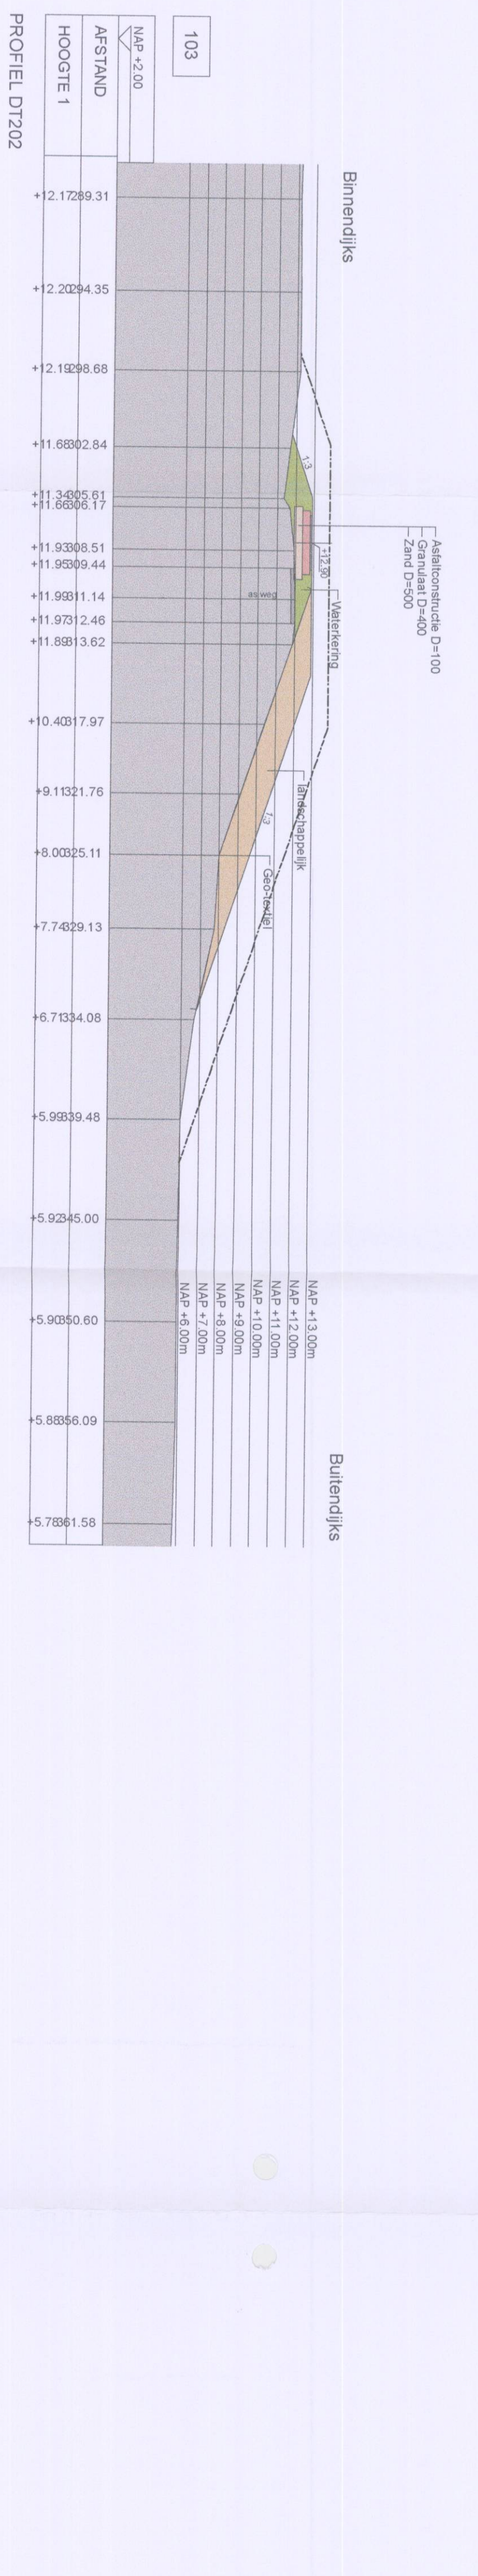 103
Binnendijks
Buitendijks
Asfaltconstructie D=100
Granulaat D=400
Zand D=500
Waterkering
+12.90
1:3
as weg
landschappelijk
1:3
Geo-textiel
NAP +13.00m
NAP +12.00m
NAP +11.00m
NAP +10.00m
NAP +9.00m
NAP +8.00m
NAP +7.00m
NAP +6.00m
NAP +2.00
AFSTAND 289.31 294.35 298.68 302.84 305.61 306.17 308.51 309.44 311.14 312.46 313.62 317.97 321.76 325.11 329.13 334.08 339.48 345.00 350.60 356.09 361.58
HOOGTE 1 +12.17 +12.20 +12.19 +11.68 +11.34 +11.66 +11.93 +11.95 +11.99 +11.97 +11.89 +10.40 +9.11 +8.00 +7.74 +6.71 +5.99 +5.92 +5.90 +5.88 +5.78
PROFIEL DT202